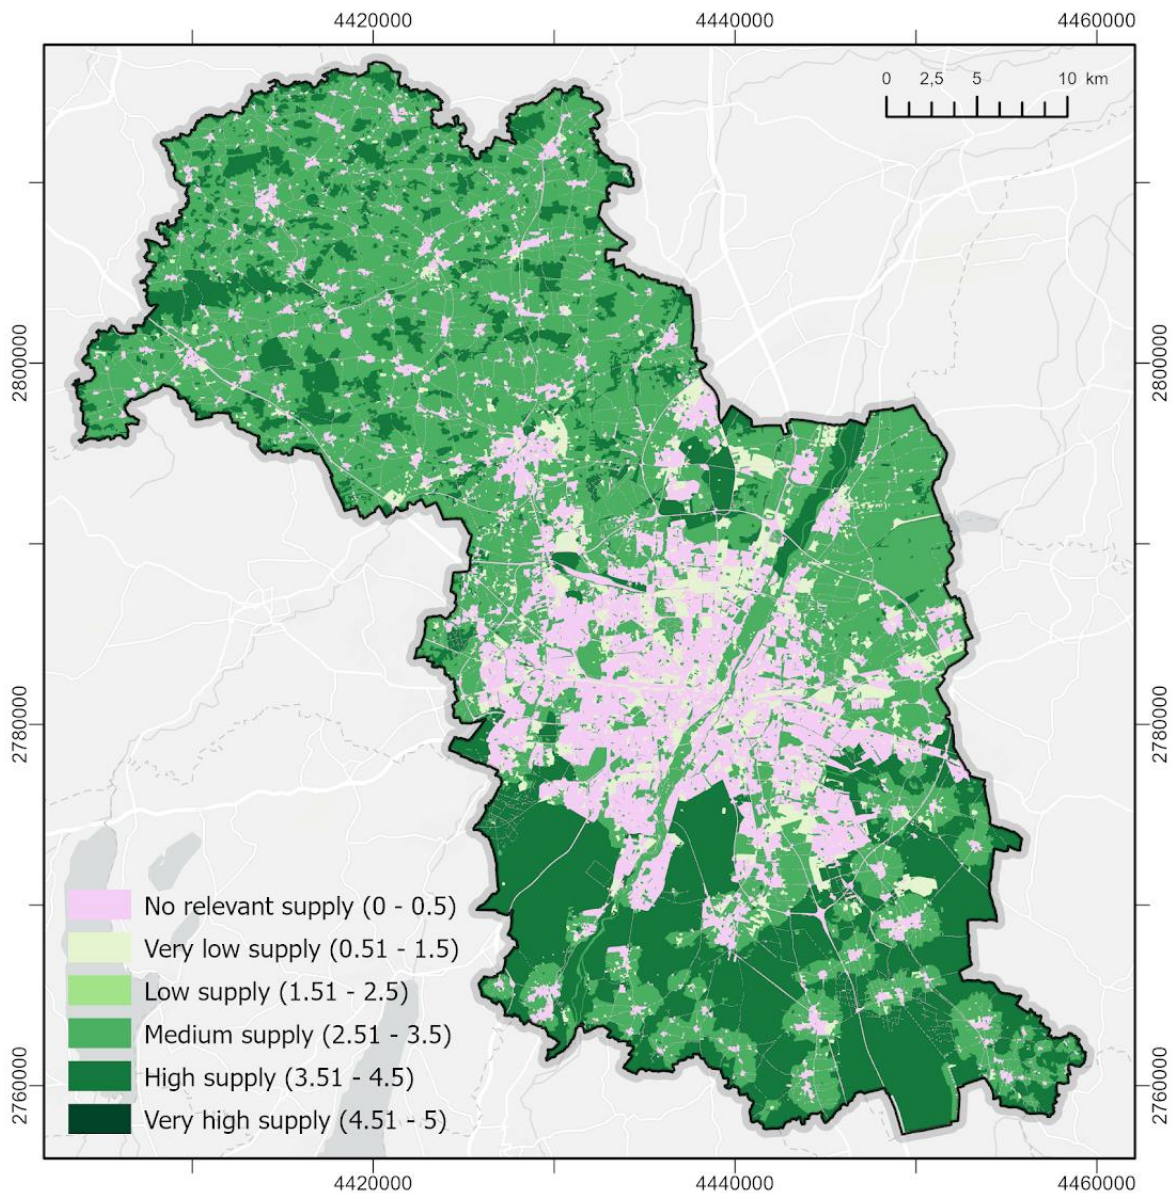 4420000 4440000 4460000
0 2,5 5 10 km
2800000 2800000
2780000 2780000
No relevant supply (0 - 0.5)
Very low supply (0.51 - 1.5)
Low supply (1.51 - 2.5)
Medium supply (2.51 - 3.5)
High supply (3.51 - 4.5)
Very high supply (4.51 - 5)
2760000 2760000
4420000 4440000 4460000